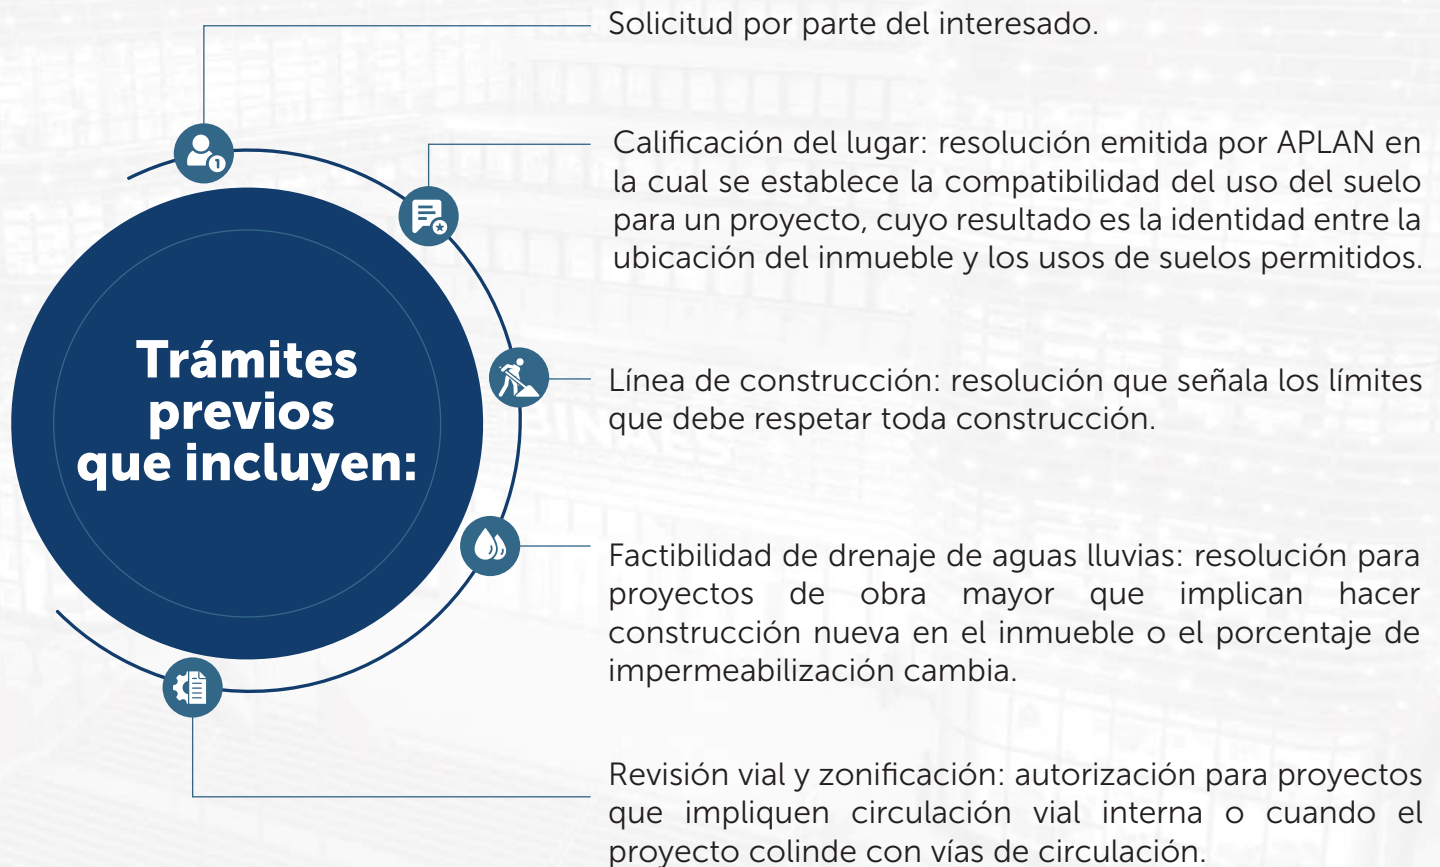 Solicitud por parte del interesado.
Calificación del lugar: resolución emitida por APLAN en
la cual se establece la compatibilidad del uso del suelo
para un proyecto, cuyo resultado es la identidad entre la
ubicación del inmueble y los usos de suelos permitidos.
Trámites
previos
que incluyen:
Línea de construcción: resolución que señala los límites
que debe respetar toda construcción.
Factibilidad de drenaje de aguas lluvias: resolución para
proyectos de obra mayor que implican hacer
construcción nueva en el inmueble o el porcentaje de
impermeabilización cambia.
Revisión vial y zonificación: autorización para proyectos
que impliquen circulación vial interna o cuando el
proyecto colinde con vías de circulación.
1
BINAES